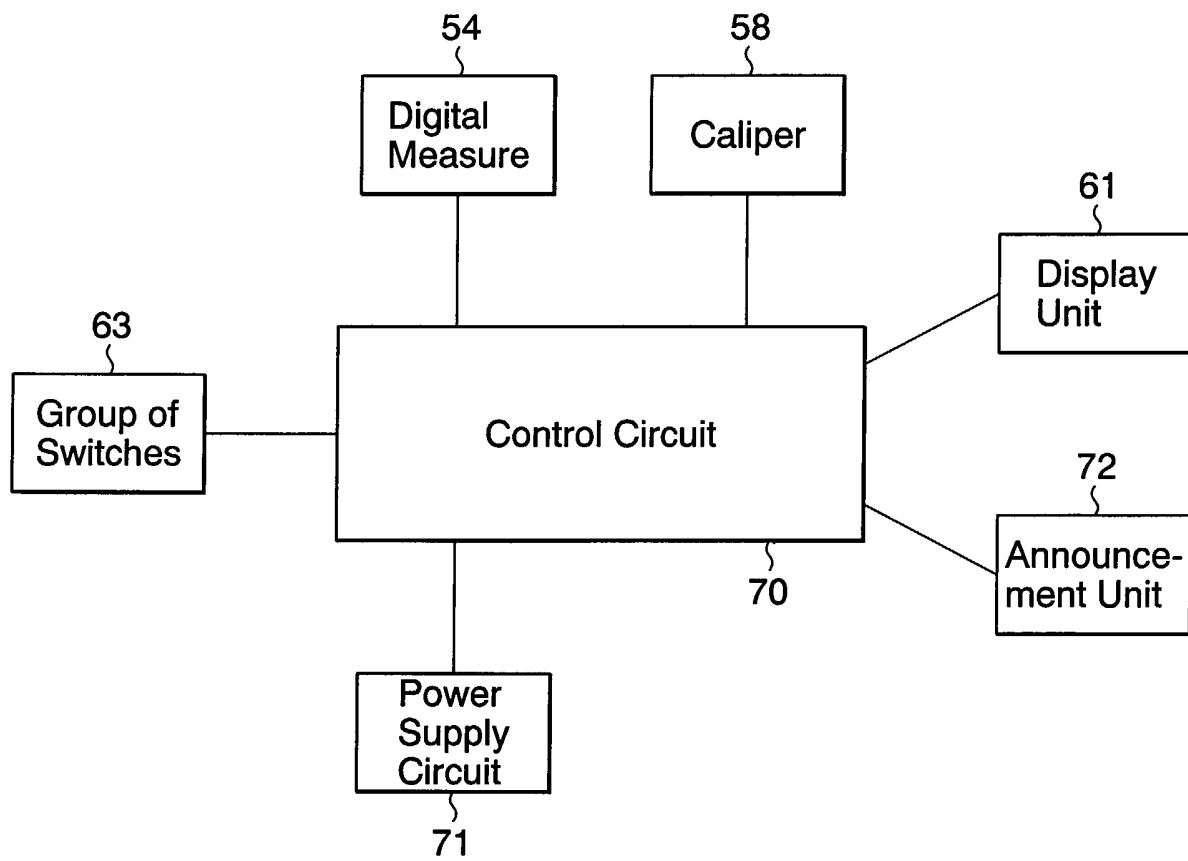 54
Digital
Measure
58
Caliper
61
Display
Unit
63
Group of
Switches
Control Circuit
70
72
Announce-
ment Unit
Power
Supply
Circuit
71